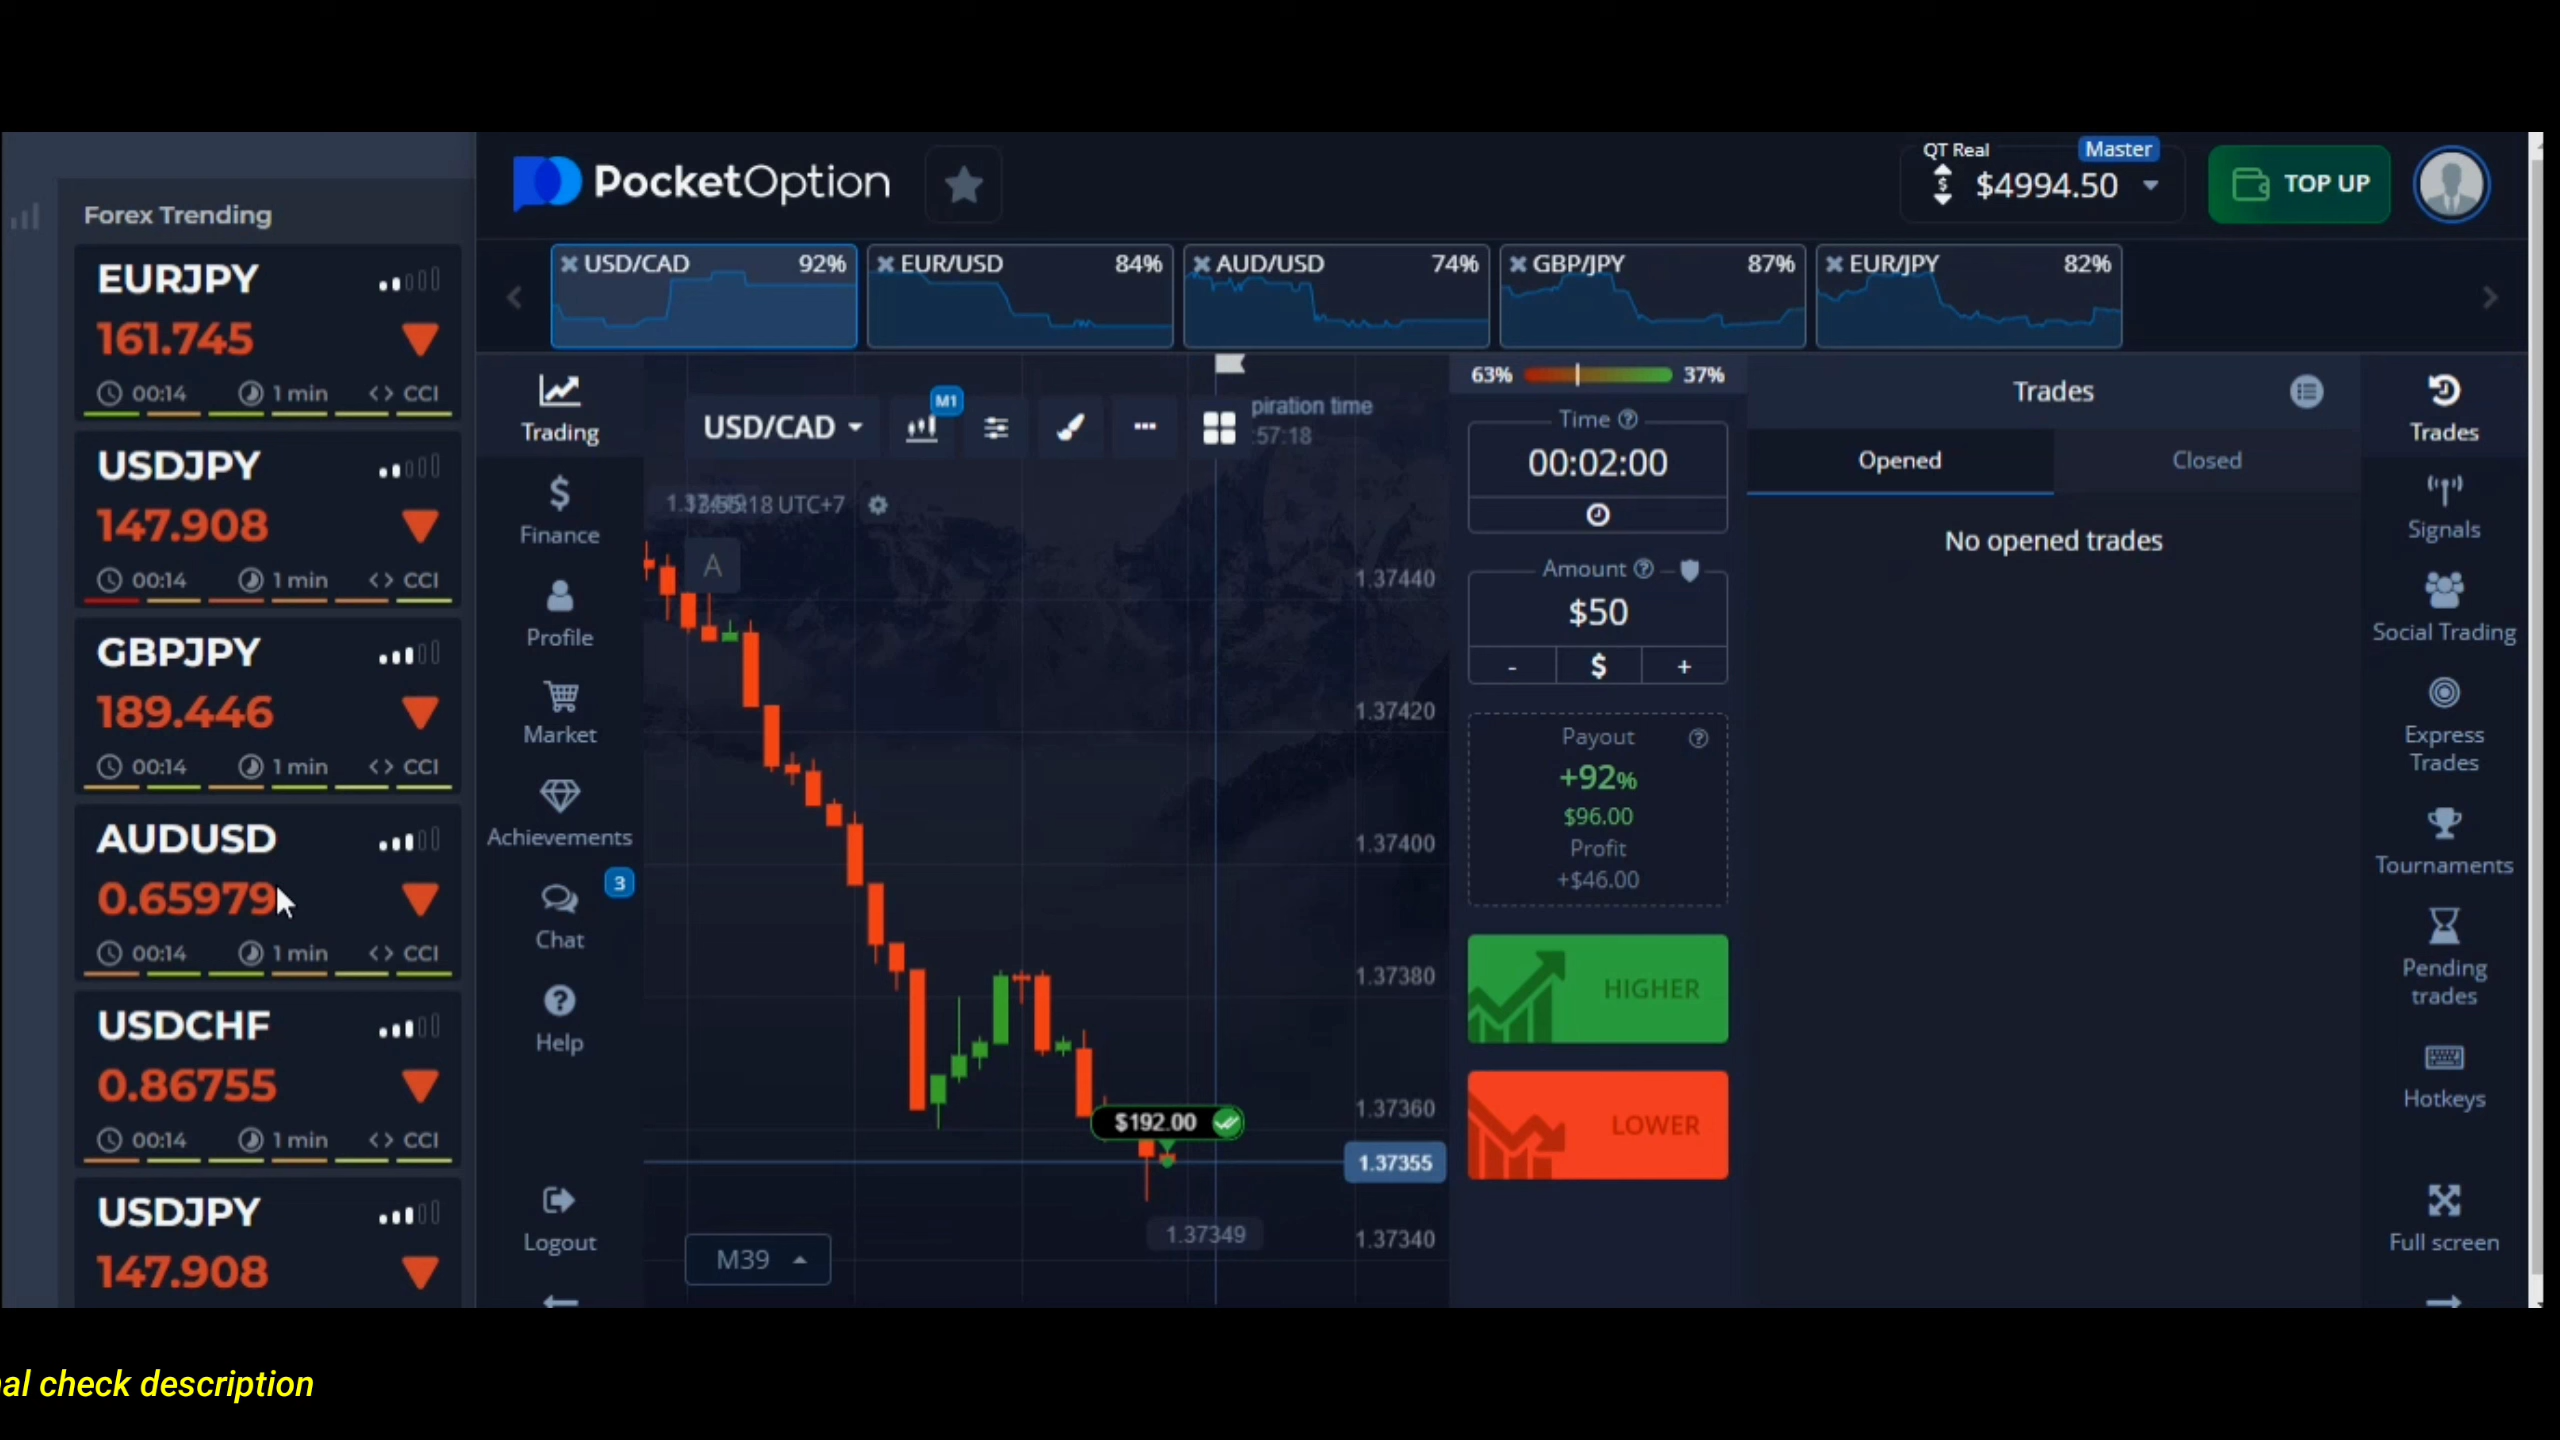 PocketOption
QT Real
Master
$4994.50
TOP UP
Forex Trending
EURJPY
161.745
00:14 1 min <> CCI
USDJPY
147.908
00:14 1 min <> CCI
GBPJPY
189.446
00:14 1 min <> CCI
AUDUSD
0.65979
00:14 1 min <> CCI
USDCHF
0.86755
00:14 1 min <> CCI
USDJPY
147.908
USD/CAD 92%
EUR/USD 84%
AUD/USD 74%
GBP/JPY 87%
EUR/JPY 82%
Trading
Finance
Profile
Market
Achievements
3
Chat
Help
Logout
USD/CAD
M1
piration time
:57:18
18 UTC+7
A
1.37440
1.37420
1.37400
1.37380
1.37360
1.37355
1.37340
$192.00
1.37349
M39
63% 37%
Time
00:02:00
Amount
$50
- $ +
Payout
+92%
$96.00
Profit
+$46.00
HIGHER
LOWER
Trades
Opened Closed
No opened trades
Trades
Signals
Social Trading
Express
Trades
Tournaments
Pending
trades
Hotkeys
Full screen
al check description